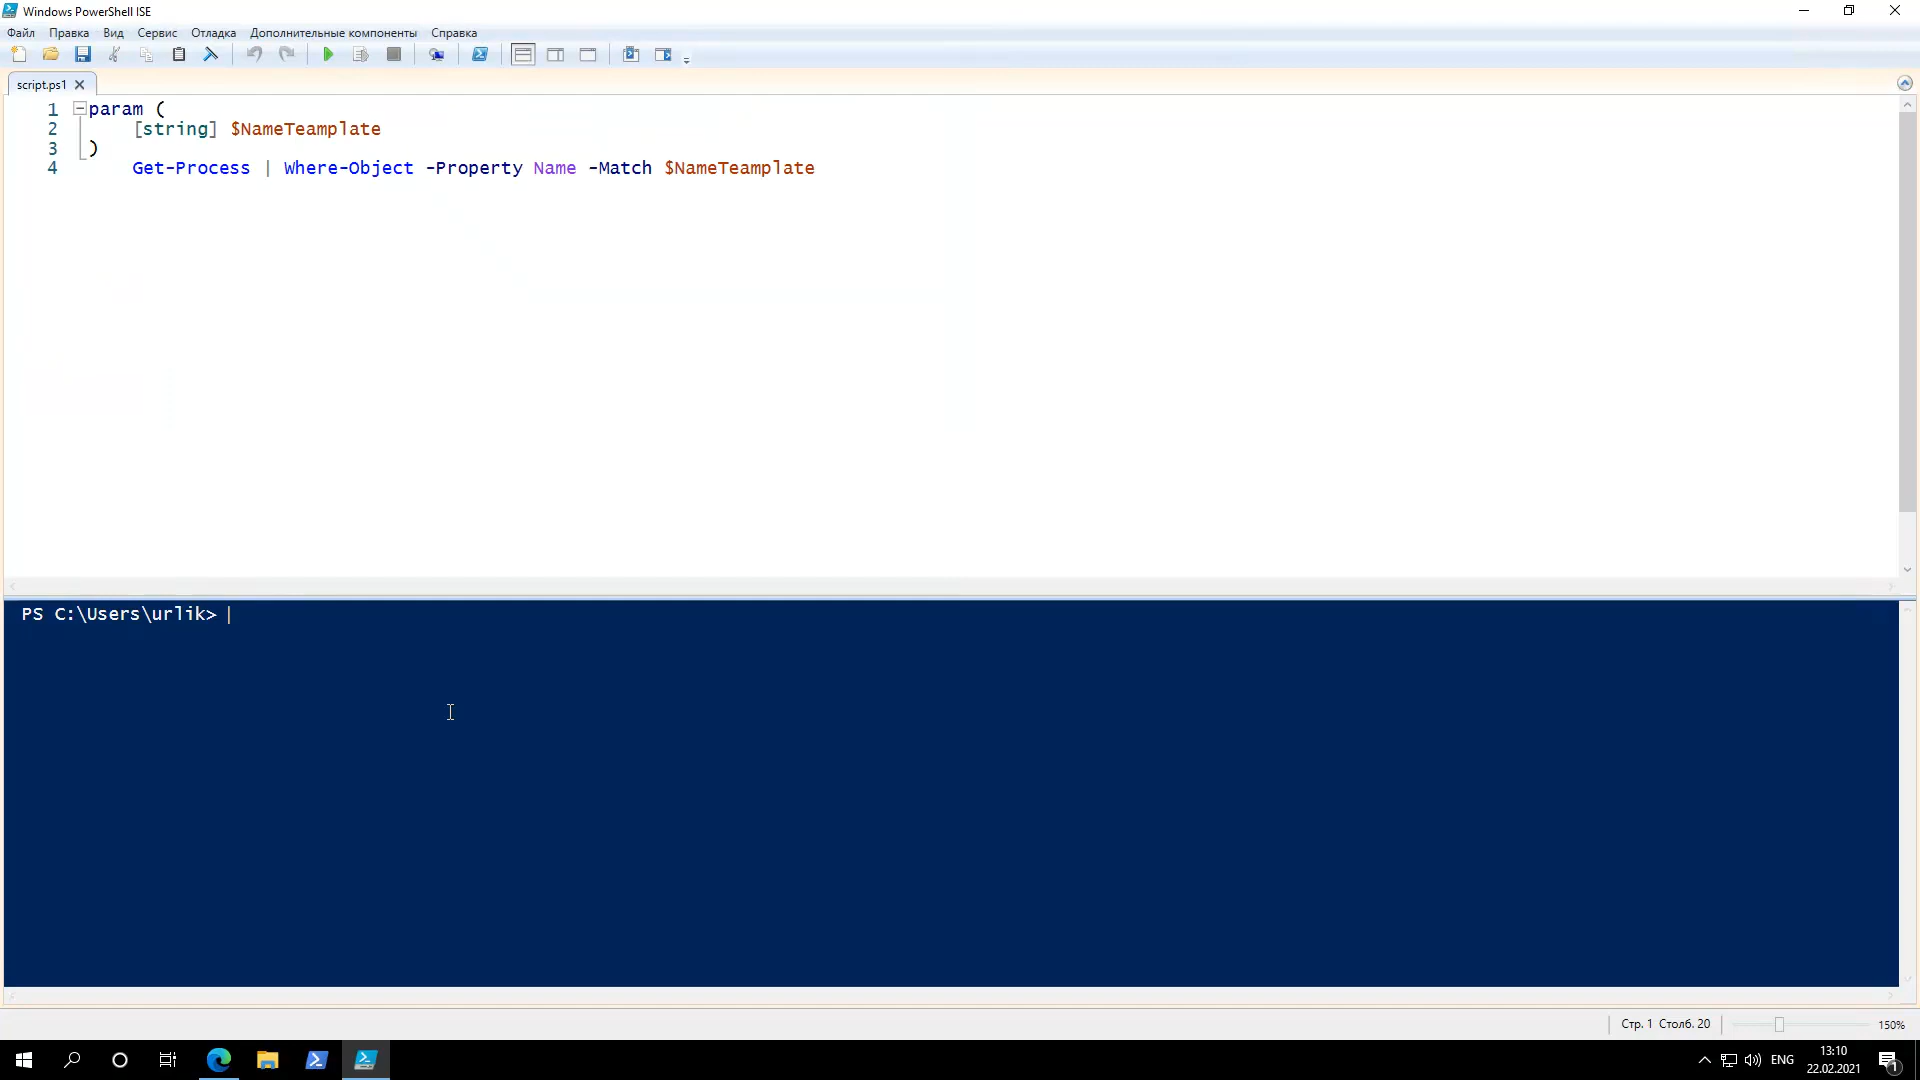 Windows PowerShell ISE
Файл Правка Вид Сервис Отладка Дополнительные компоненты Справка
script.ps1
1 param (
2 [string] $NameTeamplate
3 )
4 Get-Process | Where-Object -Property Name -Match $NameTeamplate
PS C:\Users\urlik>
Стр. 1 Столб. 20 150%
ENG
13:10
22.02.2021
1